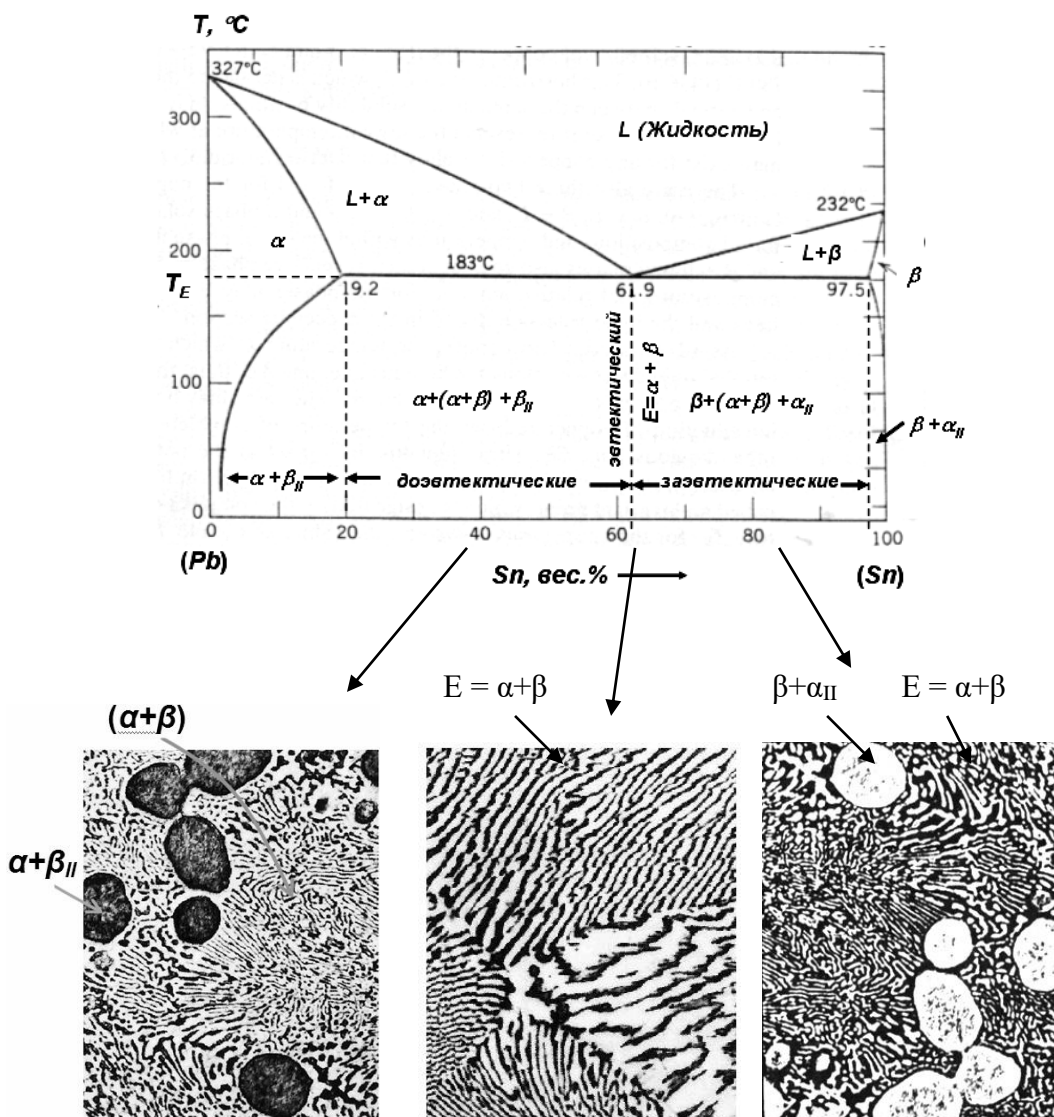 T, °C
327°C
300
L (Жидкость)
L+α
232°C
α
200
183°C
L+β
β
T_E
19.2
61.9
97.5
эвтектический
E=α + β
100
α+(α+β) +β_II
β+(α+β) +α_II
β +α_II
α+β_II
доэвтектические
заэвтектические
0
0
20
40
60
80
100
(Pb)
Sn, вес.%
(Sn)
E = α+β
β+α_II
E = α+β
(α+β)
α+β_II